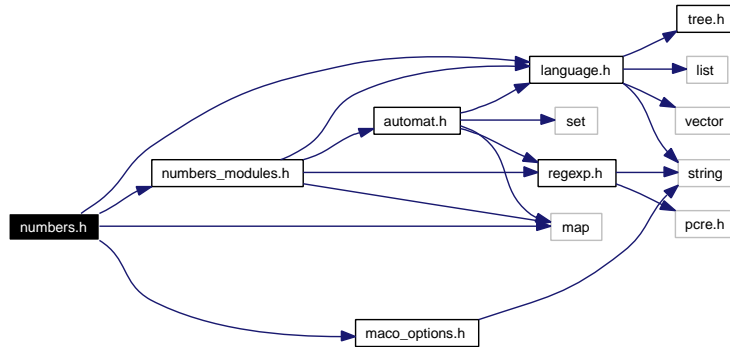 tree.h
language.h
list
automat.h
set
vector
numbers_modules.h
regexp.h
string
numbers.h
map
pcre.h
maco_options.h